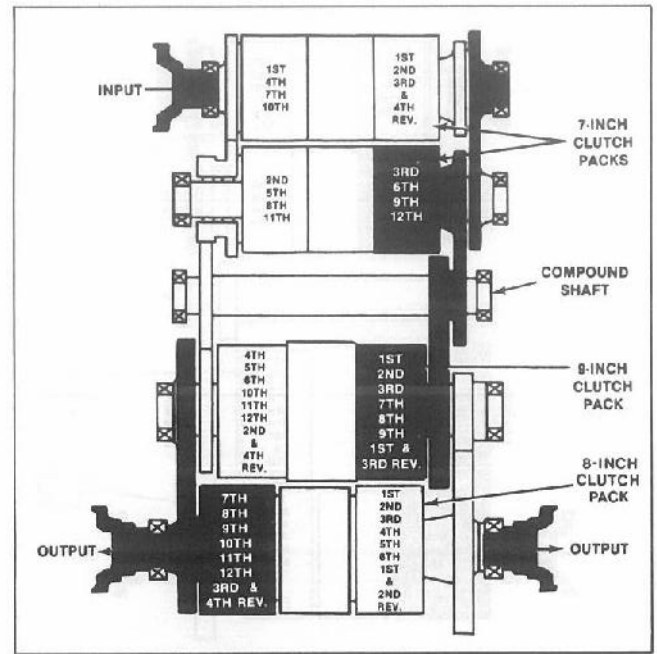 INPUT
1ST
4TH
7TH
10TH
1ST
2ND
3RD
&
4TH
REV.
7-INCH
CLUTCH
PACKS
2ND
5TH
8TH
11TH
3RD
6TH
9TH
12TH
COMPOUND
SHAFT
4TH
5TH
6TH
10TH
11TH
12TH
2ND
&
4TH
REV.
1ST
2ND
3RD
7TH
8TH
9TH
1ST &
3RD REV.
9-INCH
CLUTCH
PACK
8-INCH
CLUTCH
PACK
OUTPUT
7TH
8TH
9TH
10TH
11TH
12TH
3RD &
4TH REV.
1ST
2ND
3RD
4TH
5TH
6TH
1ST
&
2ND
REV.
OUTPUT